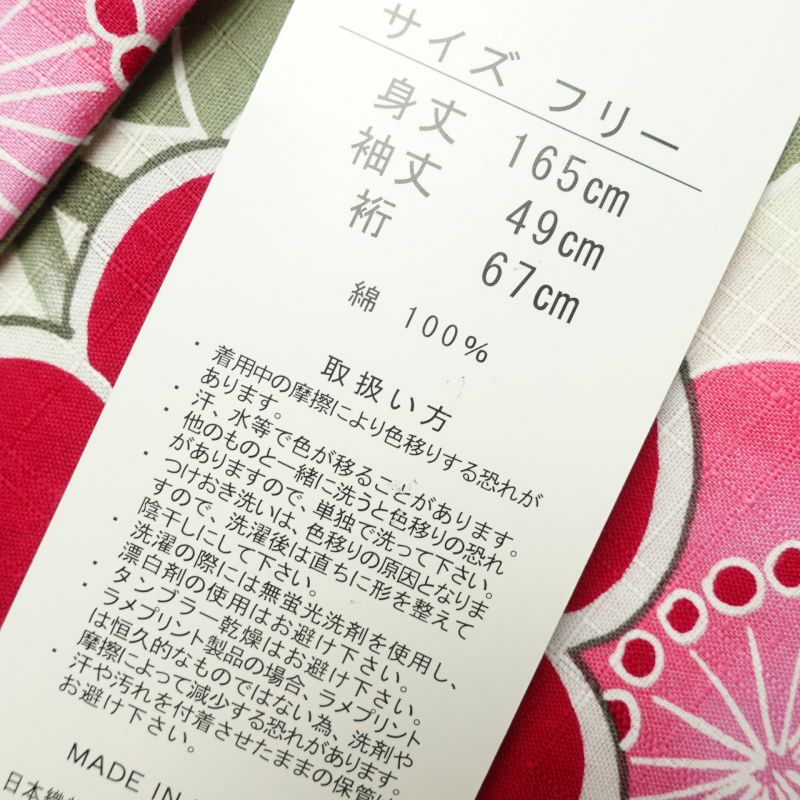 サイズ フリー
身丈 165㎝
袖丈 49㎝
裄 67㎝
綿 100%
取扱い方
・着用中の摩擦により色移りする恐れが
あります。
・汗、水等で色が移ることがあります。
・他のものと一緒に洗うと色移りの恐れ
がありますので、単独で洗って下さい。
つけおき洗いは、色移りの原因となりま
すので、洗濯後は直ちに形を整えて
陰干しにして下さい。
・洗濯の際には無蛍光洗剤を使用し、
漂白剤の使用はお避け下さい。
・タンブラー乾燥はお避け下さい。
・ラメプリント製品の場合、ラメプリント
は恒久的なものではない為、洗剤や
摩擦によって減少する恐れがあります。
・汗や汚れを付着させたままの保管は
お避け下さい。
MADE IN
日本織